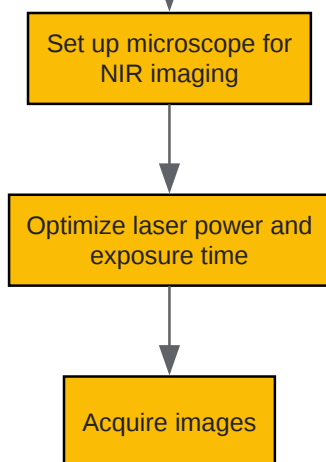 Set up microscope for
NIR imaging
Optimize laser power and
exposure time
Acquire images